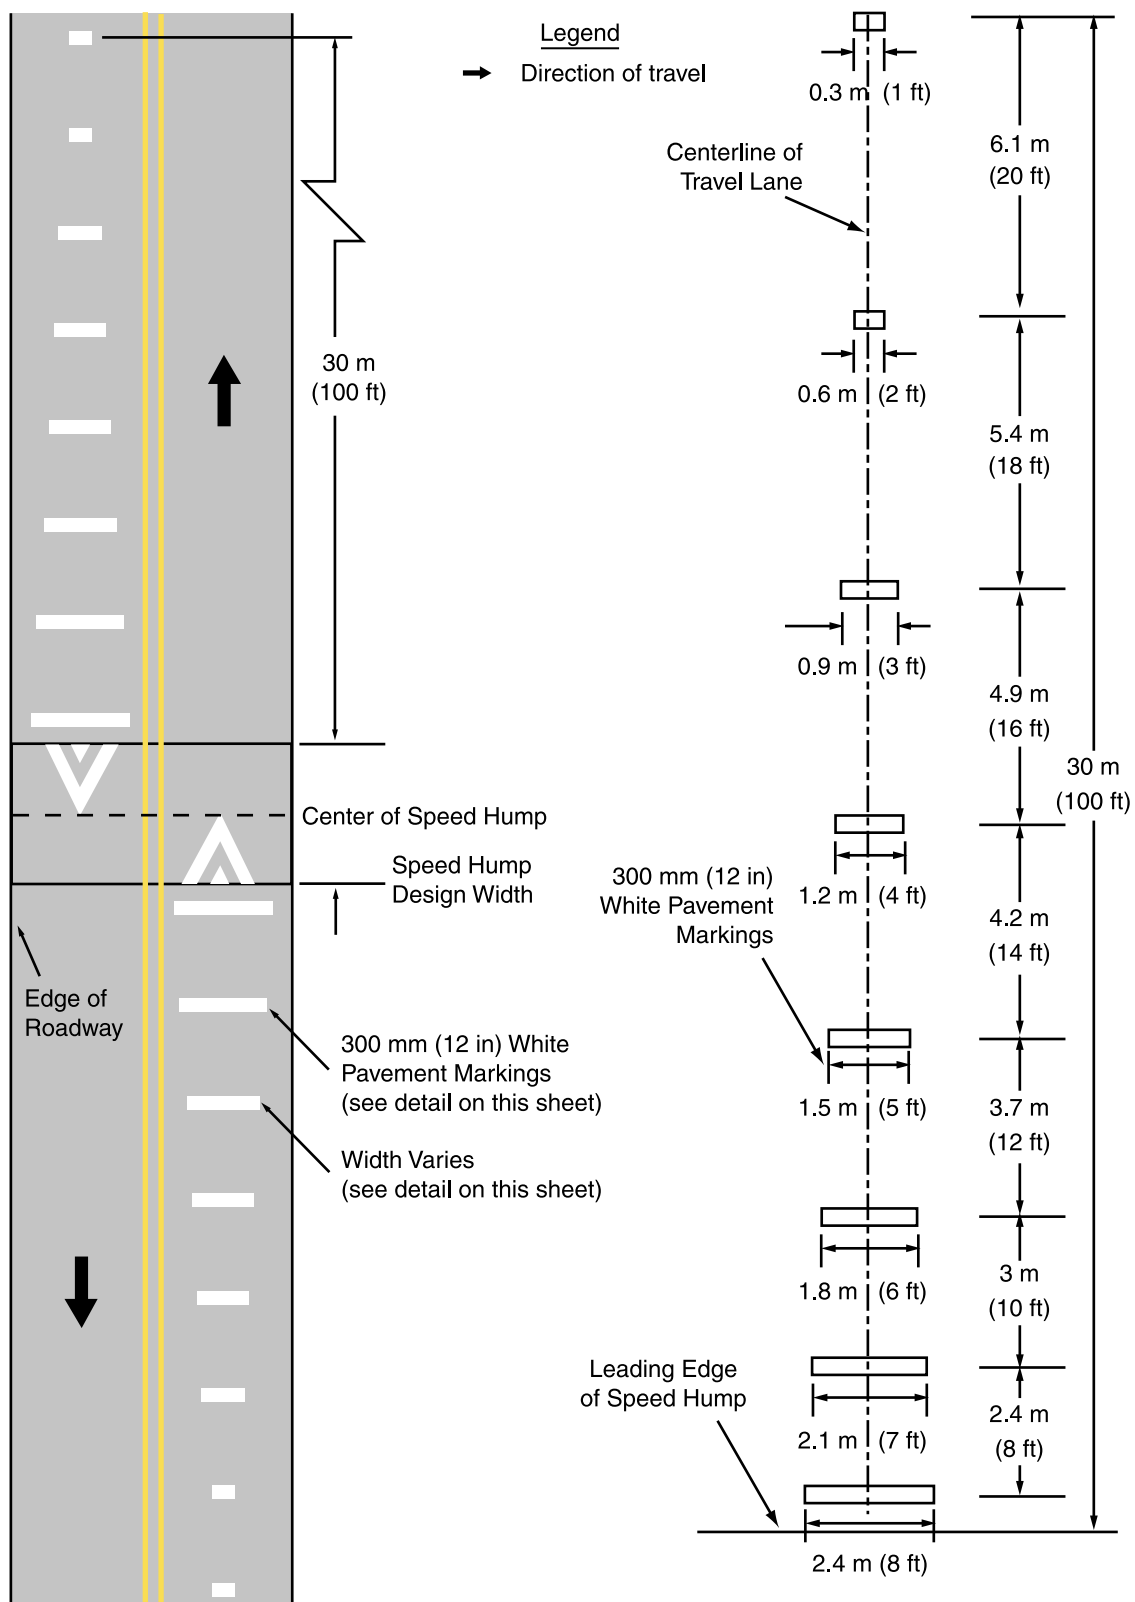 Legend
Direction of travel
30 m
(100 ft)
Center of Speed Hump
Speed Hump
Design Width
Edge of
Roadway
300 mm (12 in) White
Pavement Markings
(see detail on this sheet)
Width Varies
(see detail on this sheet)
0.3 m (1 ft)
Centerline of
Travel Lane
6.1 m
(20 ft)
0.6 m (2 ft)
5.4 m
(18 ft)
0.9 m (3 ft)
4.9 m
(16 ft)
30 m
(100 ft)
300 mm (12 in)
White Pavement
Markings
1.2 m (4 ft)
4.2 m
(14 ft)
1.5 m (5 ft)
3.7 m
(12 ft)
1.8 m (6 ft)
3 m
(10 ft)
Leading Edge
of Speed Hump
2.1 m (7 ft)
2.4 m
(8 ft)
2.4 m (8 ft)